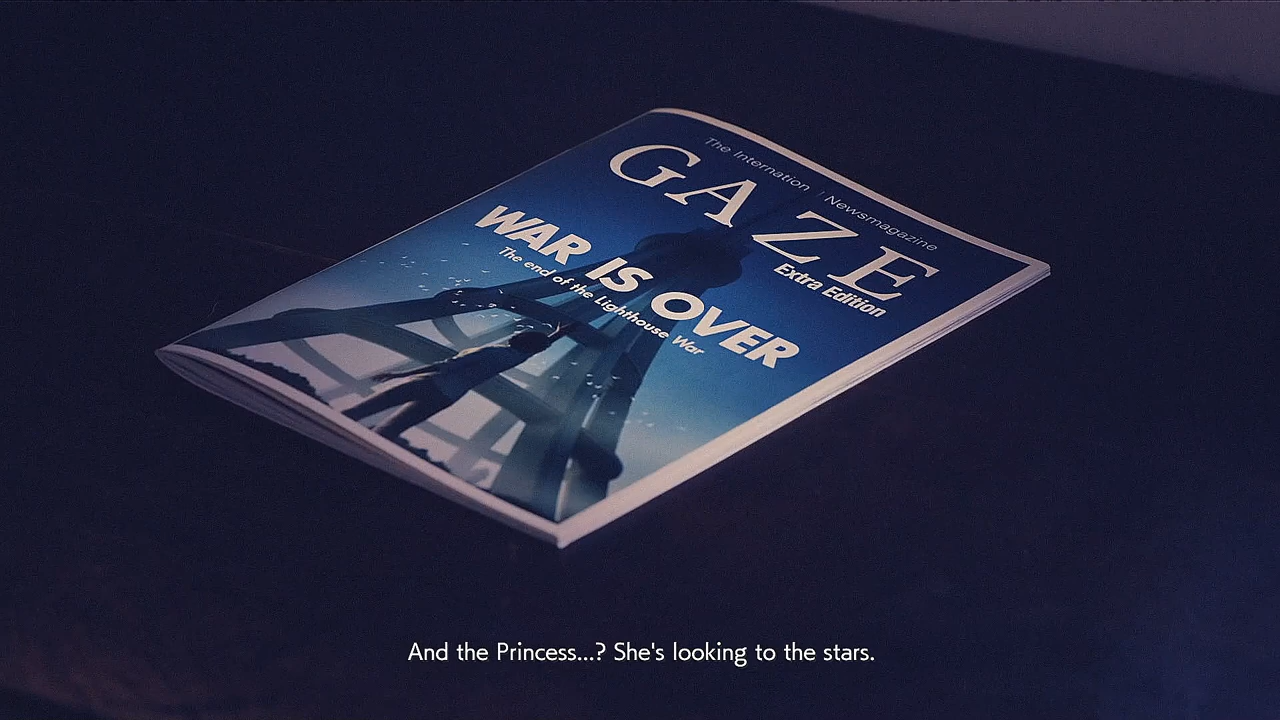 The Internation | Newsmagazine
GAZE
Extra Edition
WAR IS OVER
The end of the Lighthouse War
And the Princess...? She's looking to the stars.